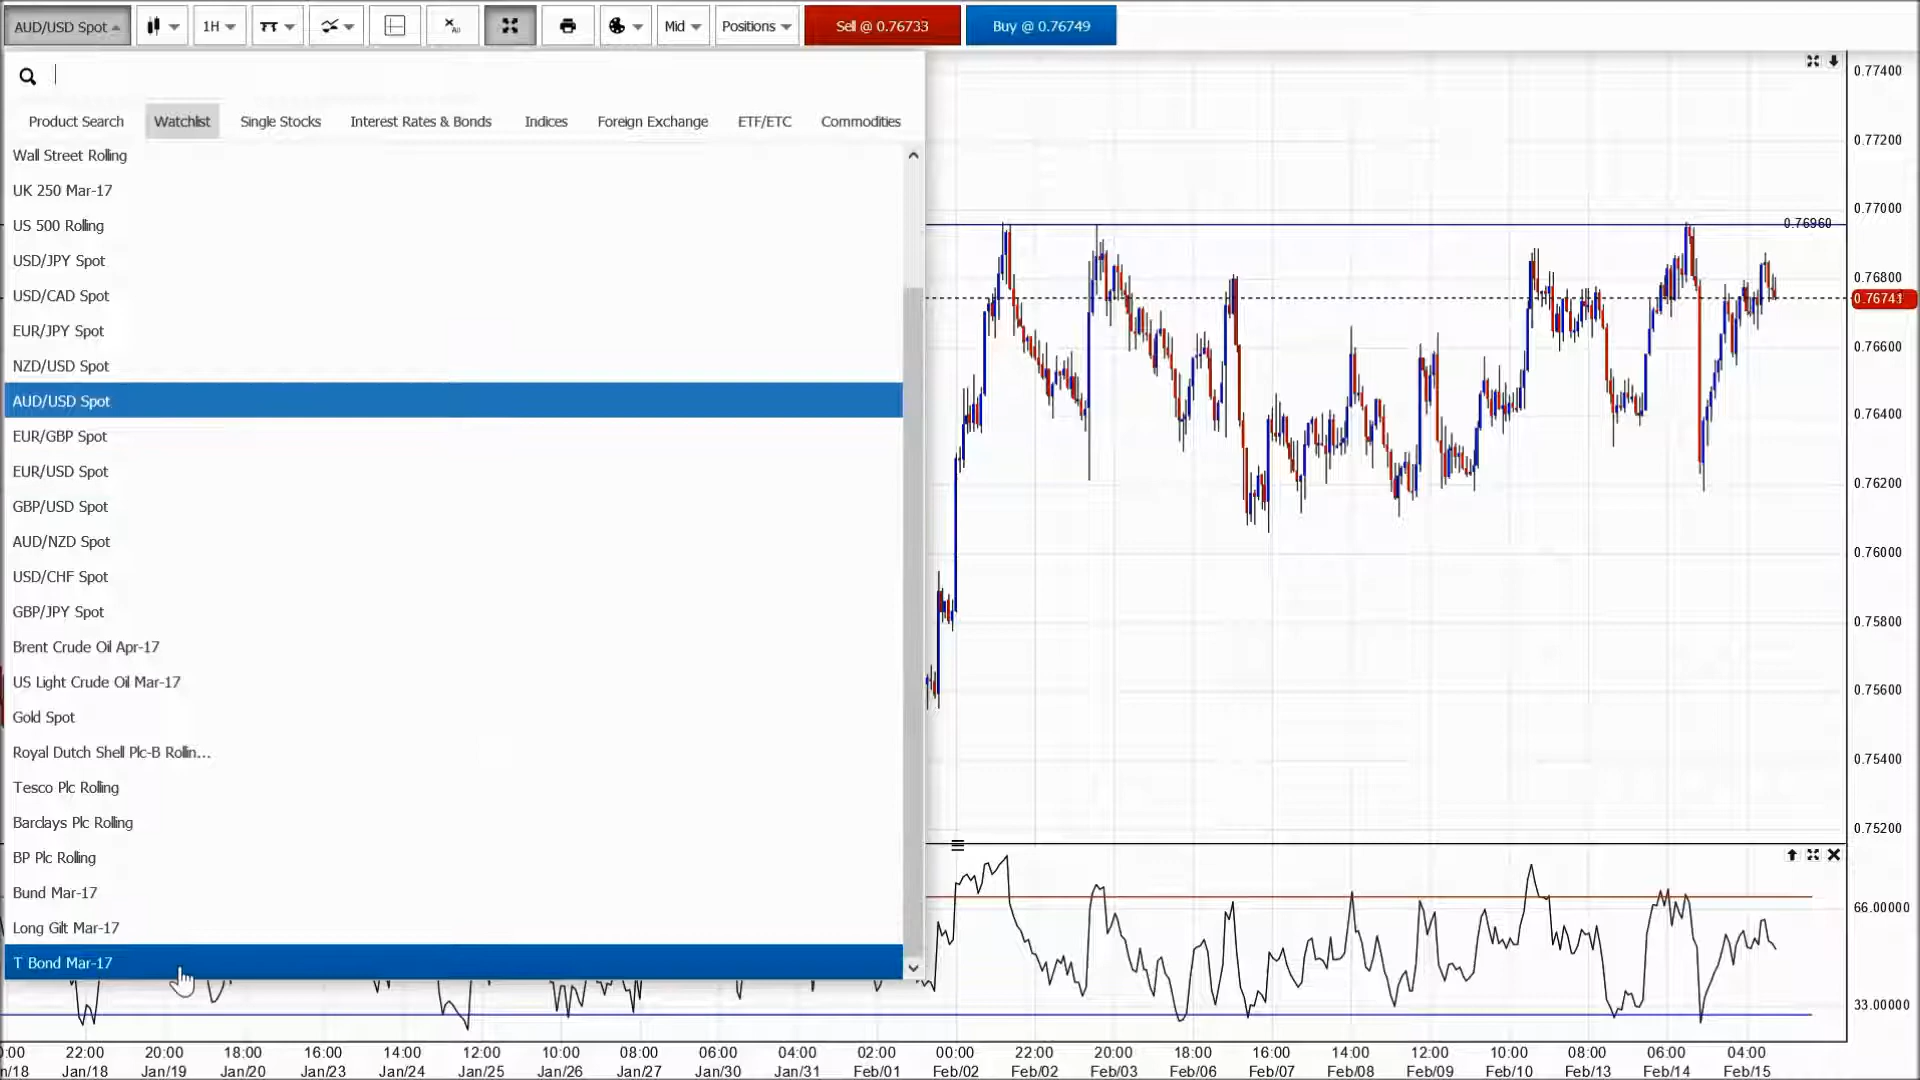 AUD/USD Spot 1H All Mid Positions Sell @ 0.76733 Buy @ 0.76749
Product Search Watchlist Single Stocks Interest Rates & Bonds Indices Foreign Exchange ETF/ETC Commodities
Wall Street Rolling
UK 250 Mar-17
US 500 Rolling
USD/JPY Spot
USD/CAD Spot
EUR/JPY Spot
NZD/USD Spot
AUD/USD Spot
EUR/GBP Spot
EUR/USD Spot
GBP/USD Spot
AUD/NZD Spot
USD/CHF Spot
GBP/JPY Spot
Brent Crude Oil Apr-17
US Light Crude Oil Mar-17
Gold Spot
Royal Dutch Shell Plc-B Rollin...
Tesco Plc Rolling
Barclays Plc Rolling
BP Plc Rolling
Bund Mar-17
Long Gilt Mar-17
T Bond Mar-17
0.77400
0.77200
0.77000
0.76960
0.76800
0.76741
0.76600
0.76400
0.76200
0.76000
0.75800
0.75600
0.75400
0.75200
66.00000
33.00000
0:00 22:00 20:00 18:00 16:00 14:00 12:00 10:00 08:00 06:00 04:00 02:00 00:00 22:00 20:00 18:00 16:00 14:00 12:00 10:00 08:00 06:00 04:00
n/18 Jan/18 Jan/19 Jan/20 Jan/23 Jan/24 Jan/25 Jan/26 Jan/27 Jan/30 Jan/31 Feb/01 Feb/02 Feb/02 Feb/03 Feb/06 Feb/07 Feb/08 Feb/09 Feb/10 Feb/13 Feb/14 Feb/15